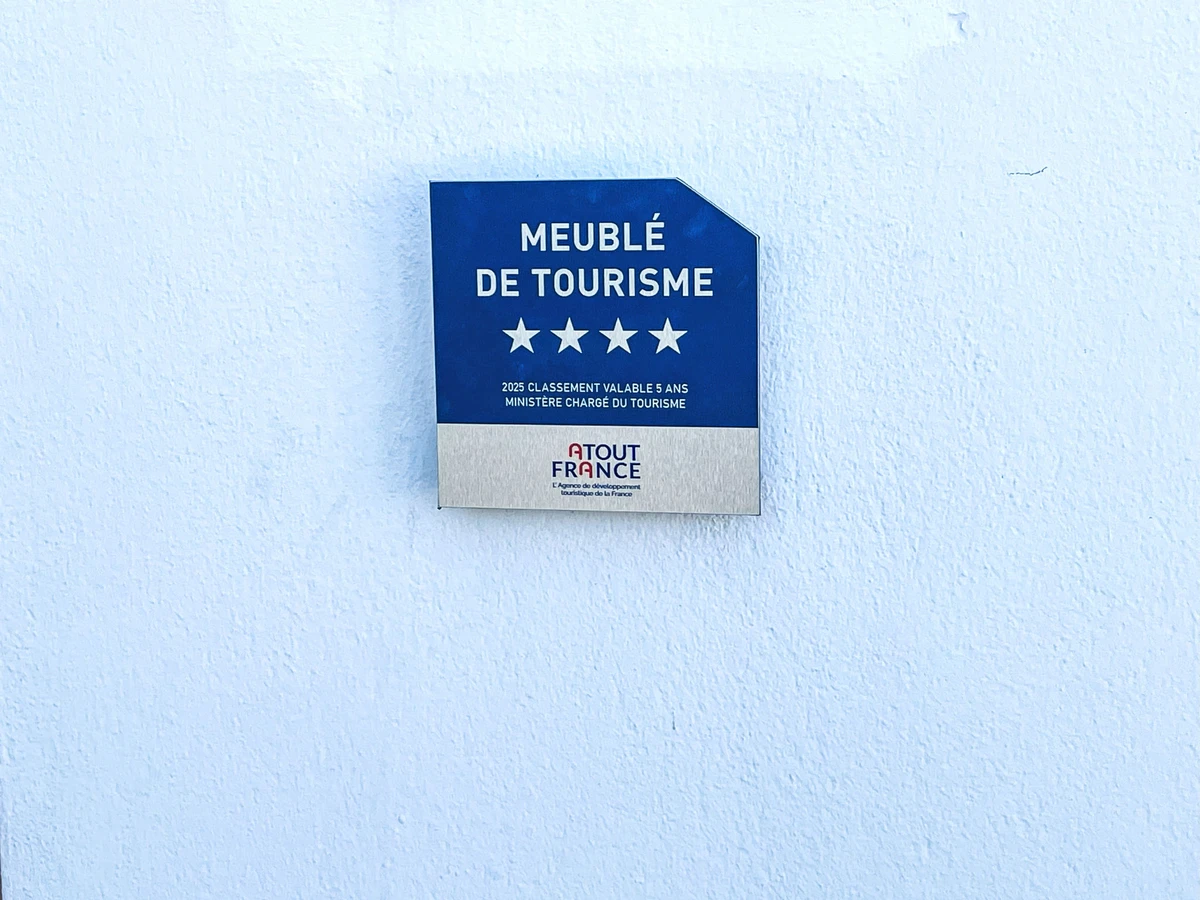 MEUBLÉ
DE TOURISME
★★★★
2025 CLASSEMENT VALABLE 5 ANS
MINISTÈRE CHARGÉ DU TOURISME
ATOUT
FRANCE
L'Agence de développement
touristique de la France